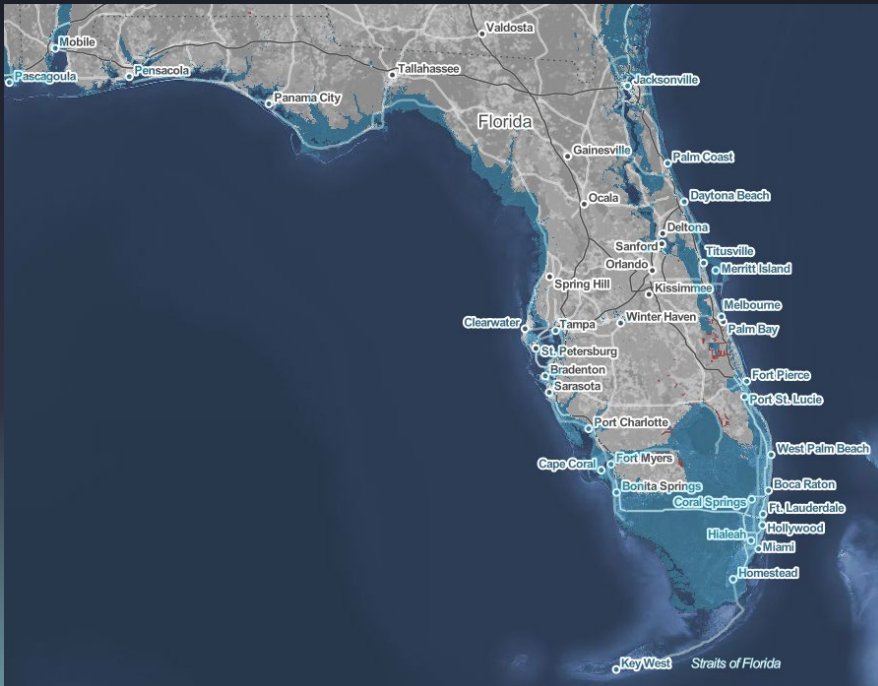 Valdosta
Mobile
Pascagoula
Pensacola
Tallahassee
Jacksonville
Panama City
Florida
Gainesville
Palm Coast
Ocala
Daytona Beach
Deltona
Sanford
Titusville
Orlando
Merritt Island
Spring Hill
Kissimmee
Melbourne
Clearwater
Tampa
Winter Haven
Palm Bay
St. Petersburg
Bradenton
Fort Pierce
Sarasota
Port St. Lucie
Port Charlotte
West Palm Beach
Fort Myers
Cape Coral
Bonita Springs
Boca Raton
Coral Springs
Ft. Lauderdale
Hollywood
Hialeah
Miami
Homestead
Key West
Straits of Florida